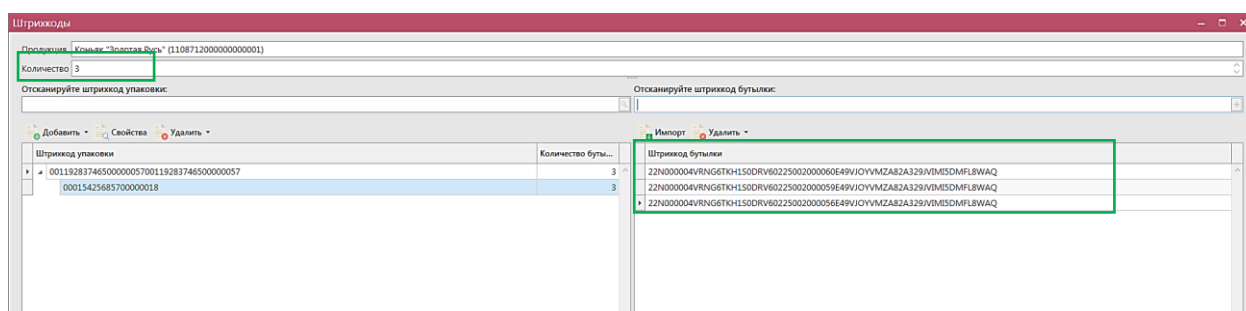 Штрихкоды
Продукция Коньяк "Золотая Русь" (1108712000000000001)
Количество 3
Отсканируйте штрихкод упаковки: Отсканируйте штрихкод бутылки:
Добавить Свойства Удалить Импорт Удалить
Штрихкод упаковки Количество буты... Штрихкод бутылки
00119283746500000057001192837465000000057 3 22N000004VRNG6TKH1S0DRV60225002000060E49VJOYVMZA82A329JVIMI5DMFL8WAQ
00015425685700000018 3 22N000004VRNG6TKH1S0DRV60225002000059E49VJOYVMZA82A329JVIMI5DMFL8WAQ
22N000004VRNG6TKH1S0DRV60225002000056E49VJOYVMZA82A329JVIMI5DMFL8WAQ